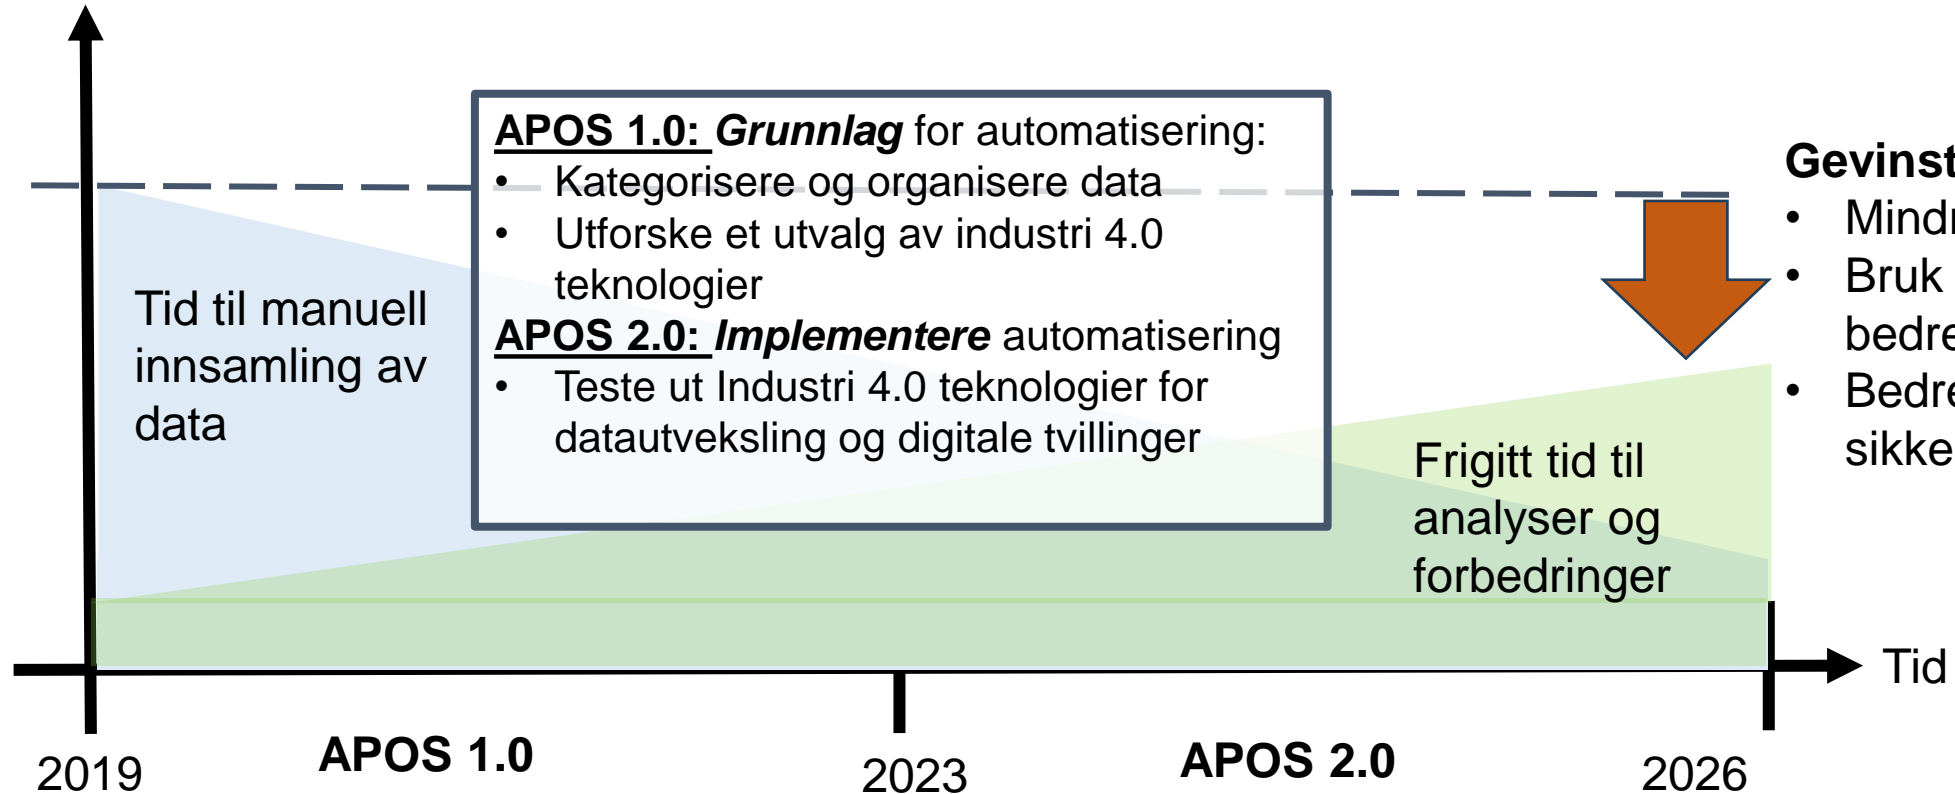 APOS 1.0: Grunnlag for automatisering:
• Kategorisere og organisere data
• Utforske et utvalg av industri 4.0
teknologier
APOS 2.0: Implementere automatisering
• Teste ut Industri 4.0 teknologier for
datautveksling og digitale tvillinger
Tid til manuell
innsamling av
data
Frigitt tid til
analyser og
forbedringer
Gevinst
•
• Bruk
bedre
• Bedre
Tid
2019
APOS 1.0
2023
APOS 2.0
2026